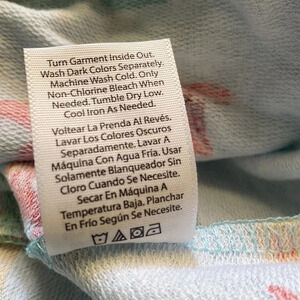 Turn Garment Inside Out.
Wash Dark Colors Separately.
Machine Wash Cold. Only
Non-Chlorine Bleach When
Needed. Tumble Dry Low.
Cool Iron As Needed.
Voltear La Prenda Al Revés.
Lavar Los Colores Oscuros
Separadamente. Lavar A
Máquina Con Agua Fría. Usar
Solamente Blanqueador Sin
Cloro Cuando Se Necesite.
Secar En Máquina A
Temperatura Baja. Planchar
En Frío Según Se Necesite.